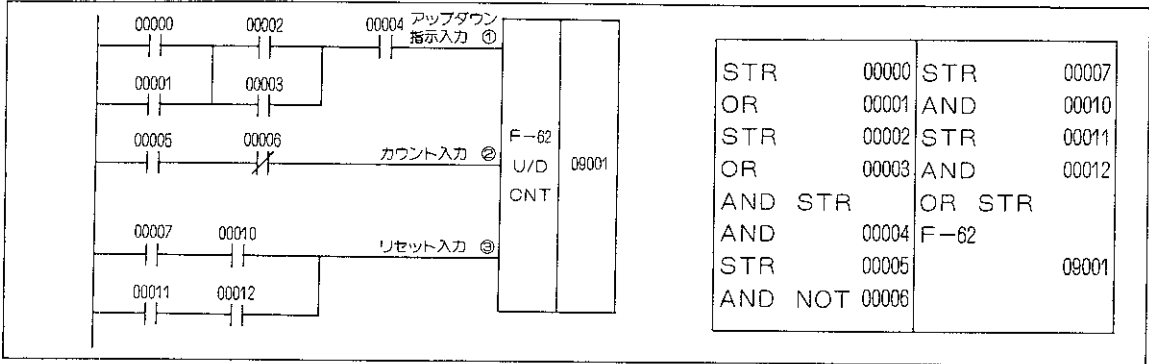 00000 00002 00004 アップダウン
指示入力 ①
00001 00003
00005 00006 カウント入力 ②
F-62
U/D
CNT
09001
00007 00010 リセット入力 ③
00011 00012
STR 00000
OR 00001
STR 00002
OR 00003
AND STR
AND 00004
STR 00005
AND NOT 00006
STR 00007
AND 00010
STR 00011
AND 00012
OR STR
F-62
09001